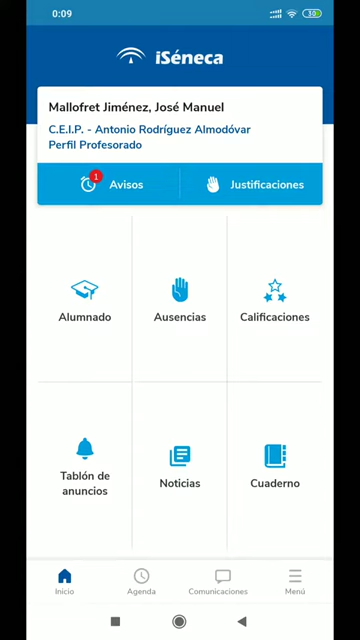 0:09
30
iSéneca
Mallofret Jiménez, José Manuel
C.E.I.P. - Antonio Rodríguez Almodóvar
Perfil Profesorado
1
Avisos
Justificaciones
Alumnado
Ausencias
Calificaciones
Tablón de
anuncios
Noticias
Cuaderno
Inicio
Agenda
Comunicaciones
Menú